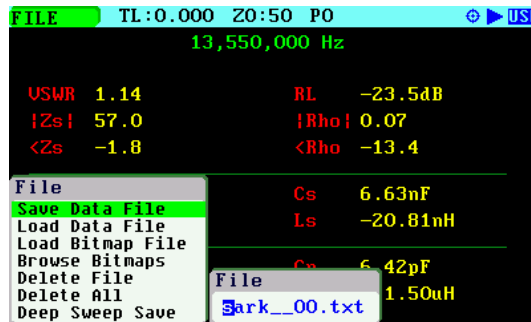 FILE TL:0.000 Z0:50 PO US
13,550,000 Hz
VSWR 1.14 RL -23.5dB
|Zs| 57.0 |Rho| 0.07
<Zs -1.8 <Rho -13.4
File
Save Data File
Load Data File
Load Bitmap File
Browse Bitmaps
Delete File
Delete All
Deep Sweep Save
Cs 6.63nF
Ls -20.81nH
6.42pF
1.50uH
File
Sark__00.txt